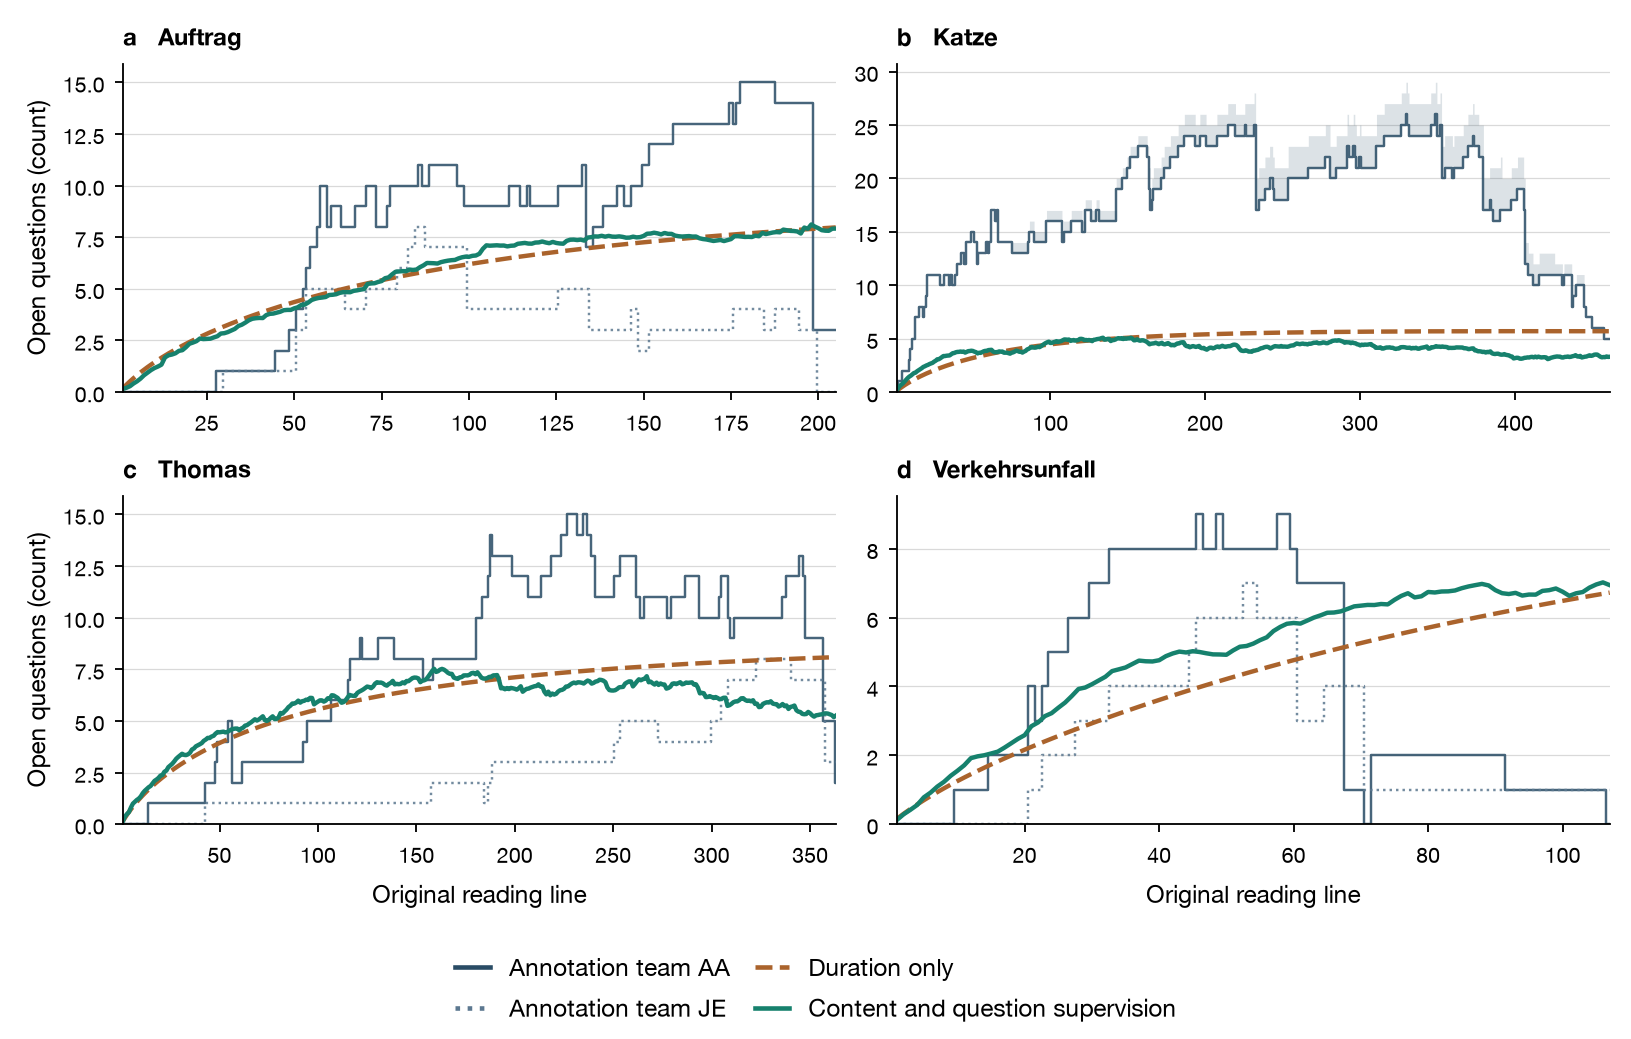 a Auftrag
b Katze
Open questions (count)
15.0
12.5
10.0
7.5
5.0
2.5
0.0
25 50 75 100 125 150 175 200
30
25
20
15
10
5
0
100 200 300 400
c Thomas
d Verkehrsunfall
Open questions (count)
15.0
12.5
10.0
7.5
5.0
2.5
0.0
50 100 150 200 250 300 350
Original reading line
8
6
4
2
0
20 40 60 80 100
Original reading line
Annotation team AA
Duration only
Annotation team JE
Content and question supervision